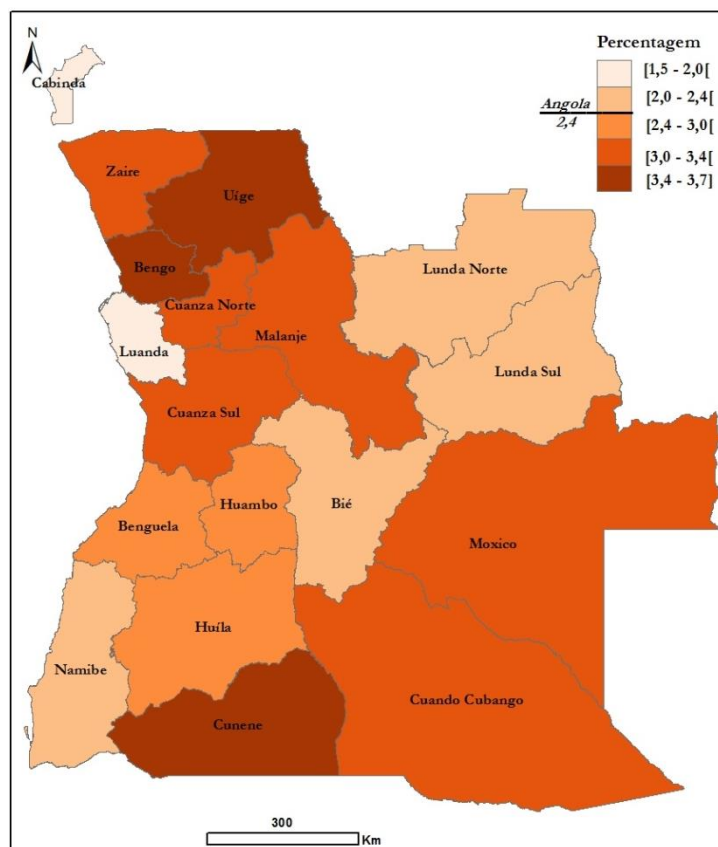 N
Cabinda
Percentagem
[1,5 - 2,0[
[2,0 - 2,4[
Angola
2,4
[2,4 - 3,0[
[3,0 - 3,4[
[3,4 - 3,7]
Zaire
Uíge
Bengo
Lunda Norte
Cuanza Norte
Malanje
Luanda
Lunda Sul
Cuanza Sul
Huambo
Bié
Benguela
Moxico
Huíla
Namibe
Cuando Cubango
Cunene
300
Km